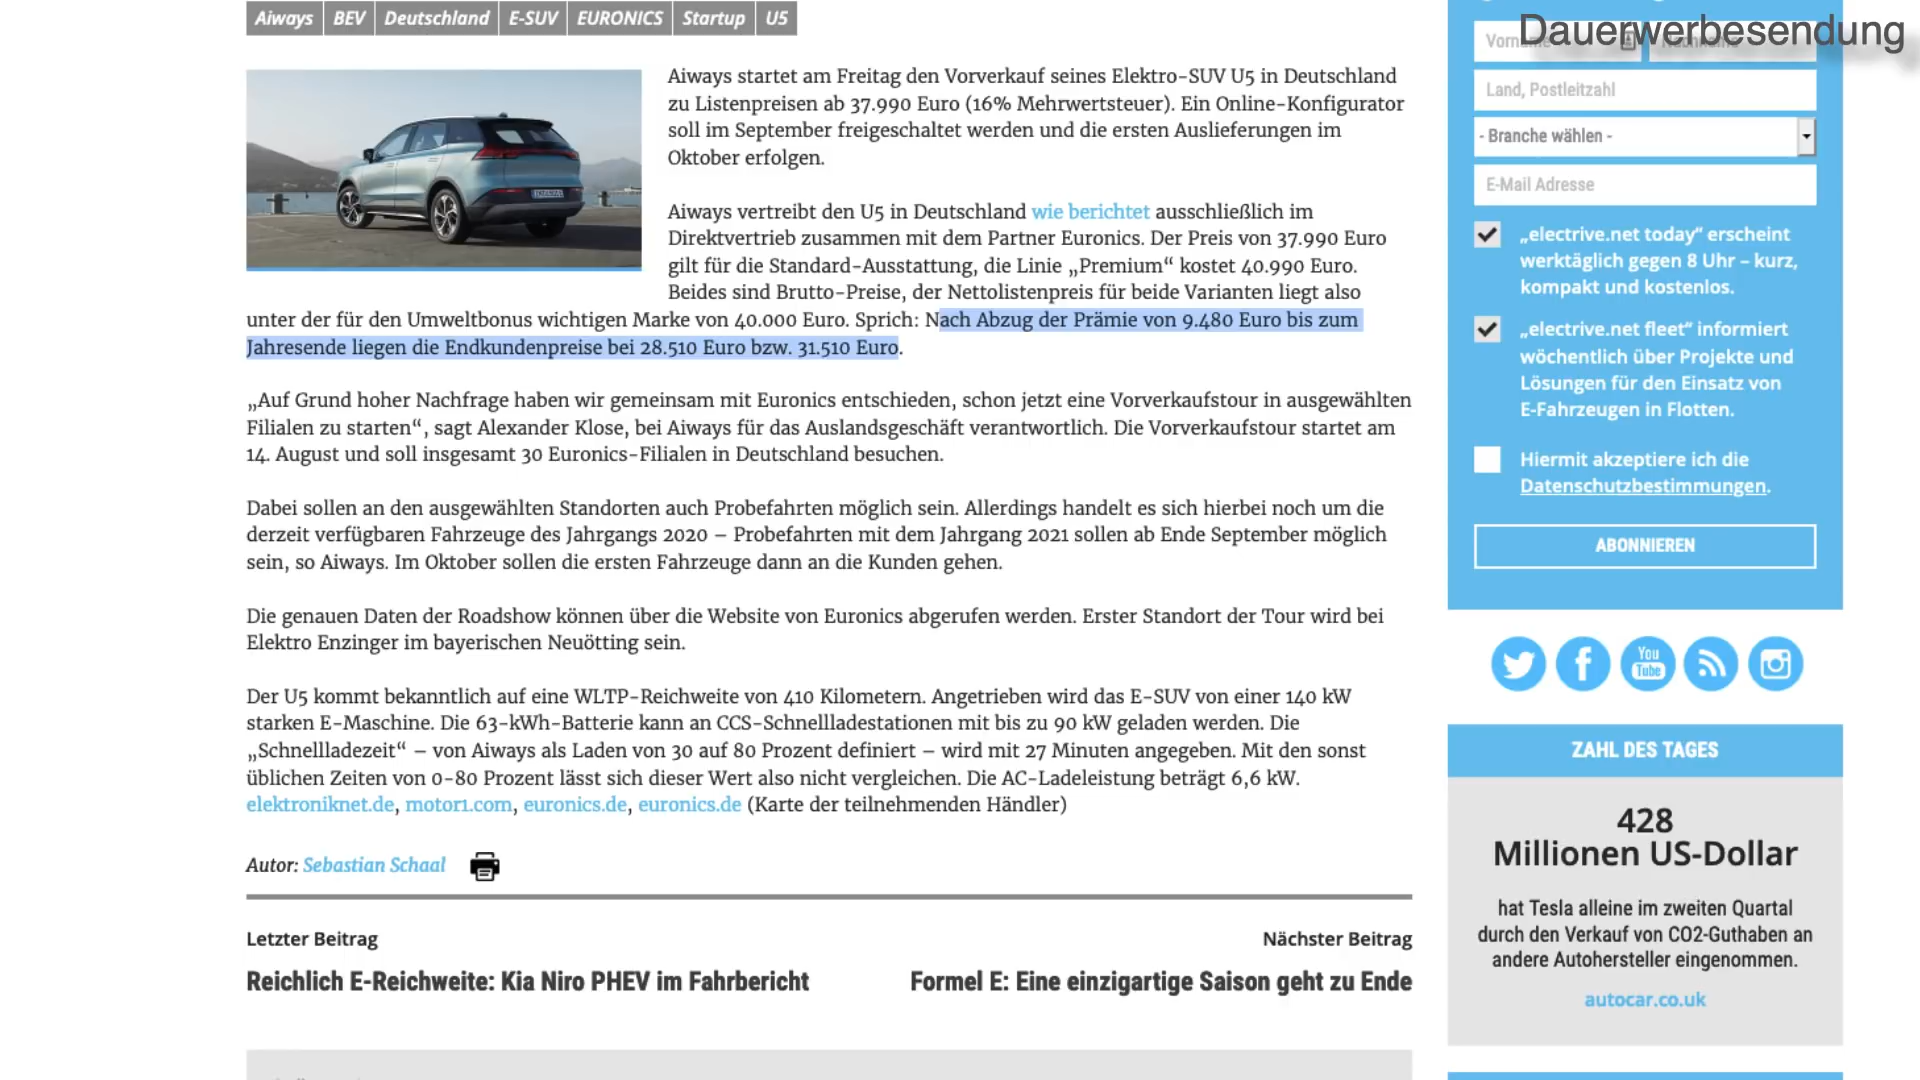 Aiways BEV Deutschland E-SUV EURONICS Startup U5
Aiways startet am Freitag den Vorverkauf seines Elektro-SUV U5 in Deutschland
zu Listenpreisen ab 37.990 Euro (16% Mehrwertsteuer). Ein Online-Konfigurator
soll im September freigeschaltet werden und die ersten Auslieferungen im
Oktober erfolgen.
Aiways vertreibt den U5 in Deutschland wie berichtet ausschließlich im
Direktvertrieb zusammen mit dem Partner Euronics. Der Preis von 37.990 Euro
gilt für die Standard-Ausstattung, die Linie „Premium“ kostet 40.990 Euro.
Beides sind Brutto-Preise, der Nettolistenpreis für beide Varianten liegt also
unter der für den Umweltbonus wichtigen Marke von 40.000 Euro. Sprich: Nach Abzug der Prämie von 9.480 Euro bis zum
Jahresende liegen die Endkundenpreise bei 28.510 Euro bzw. 31.510 Euro.
„Auf Grund hoher Nachfrage haben wir gemeinsam mit Euronics entschieden, schon jetzt eine Vorverkaufstour in ausgewählten
Filialen zu starten“, sagt Alexander Klose, bei Aiways für das Auslandsgeschäft verantwortlich. Die Vorverkaufstour startet am
14. August und soll insgesamt 30 Euronics-Filialen in Deutschland besuchen.
Dabei sollen an den ausgewählten Standorten auch Probefahrten möglich sein. Allerdings handelt es sich hierbei noch um die
derzeit verfügbaren Fahrzeuge des Jahrgangs 2020 – Probefahrten mit dem Jahrgang 2021 sollen ab Ende September möglich
sein, so Aiways. Im Oktober sollen die ersten Fahrzeuge dann an die Kunden gehen.
Die genauen Daten der Roadshow können über die Website von Euronics abgerufen werden. Erster Standort der Tour wird bei
Elektro Enzinger im bayerischen Neuötting sein.
Der U5 kommt bekanntlich auf eine WLTP-Reichweite von 410 Kilometern. Angetrieben wird das E-SUV von einer 140 kW
starken E-Maschine. Die 63-kWh-Batterie kann an CCS-Schnellladestationen mit bis zu 90 kW geladen werden. Die
„Schnellladezeit“ – von Aiways als Laden von 30 auf 80 Prozent definiert – wird mit 27 Minuten angegeben. Mit den sonst
üblichen Zeiten von 0-80 Prozent lässt sich dieser Wert also nicht vergleichen. Die AC-Ladeleistung beträgt 6,6 kW.
elektroniknet.de, motor1.com, euronics.de, euronics.de (Karte der teilnehmenden Händler)
Autor: Sebastian Schaal
Letzter Beitrag
Reichlich E-Reichweite: Kia Niro PHEV im Fahrbericht
Nächster Beitrag
Formel E: Eine einzigartige Saison geht zu Ende
Dauerwerbesendung
Vorname
Land, Postleitzahl
- Branche wählen -
E-Mail Adresse
„electrive.net today“ erscheint
werktäglich gegen 8 Uhr – kurz,
kompakt und kostenlos.
„electrive.net fleet“ informiert
wöchentlich über Projekte und
Lösungen für den Einsatz von
E-Fahrzeugen in Flotten.
Hiermit akzeptiere ich die
Datenschutzbestimmungen.
ABONNIEREN
You
Tube
ZAHL DES TAGES
428
Millionen US-Dollar
hat Tesla alleine im zweiten Quartal
durch den Verkauf von CO2-Guthaben an
andere Autohersteller eingenommen.
autocar.co.uk